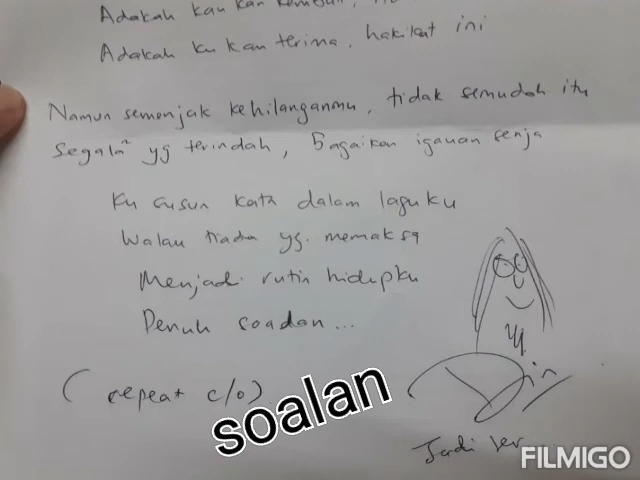 Adakah kau kan kembali,
Adakah ku kan terima, hakikat ini
Namun semenjak kehilanganmu, tidak semudah itu
Segala² yg terindah, bagaikan igauan senja
Ku susun kata dalam laguku
Walau tiada yg. memaksa
Menjadi rutin hidupku
Penuh soalan...
(repeat c/o)
soalan
Jadi
FILMIGO